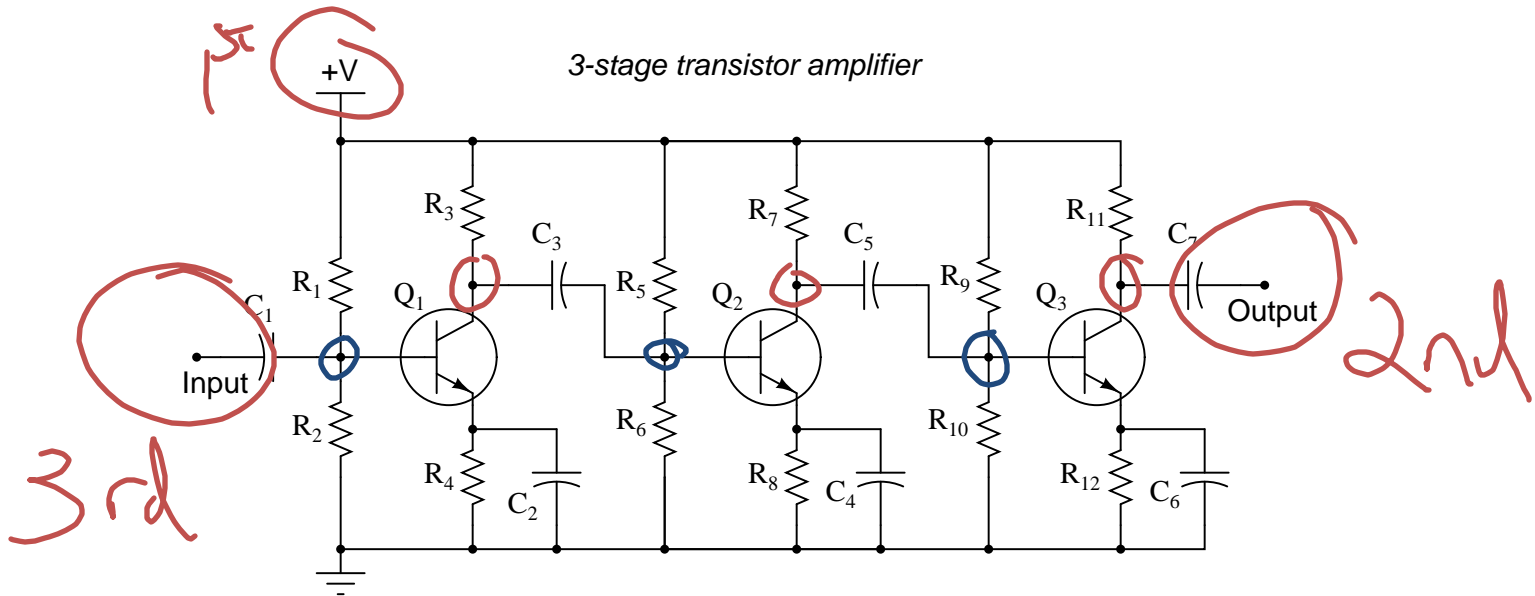 1st
+V
3-stage transistor amplifier
R3
R7
R11
C3
C5
C7
R1
Q1
R5
Q2
R9
Q3
C1
Input
Output
2nd
R2
R6
R10
R4
C2
R8
C4
R12
C6
3rd